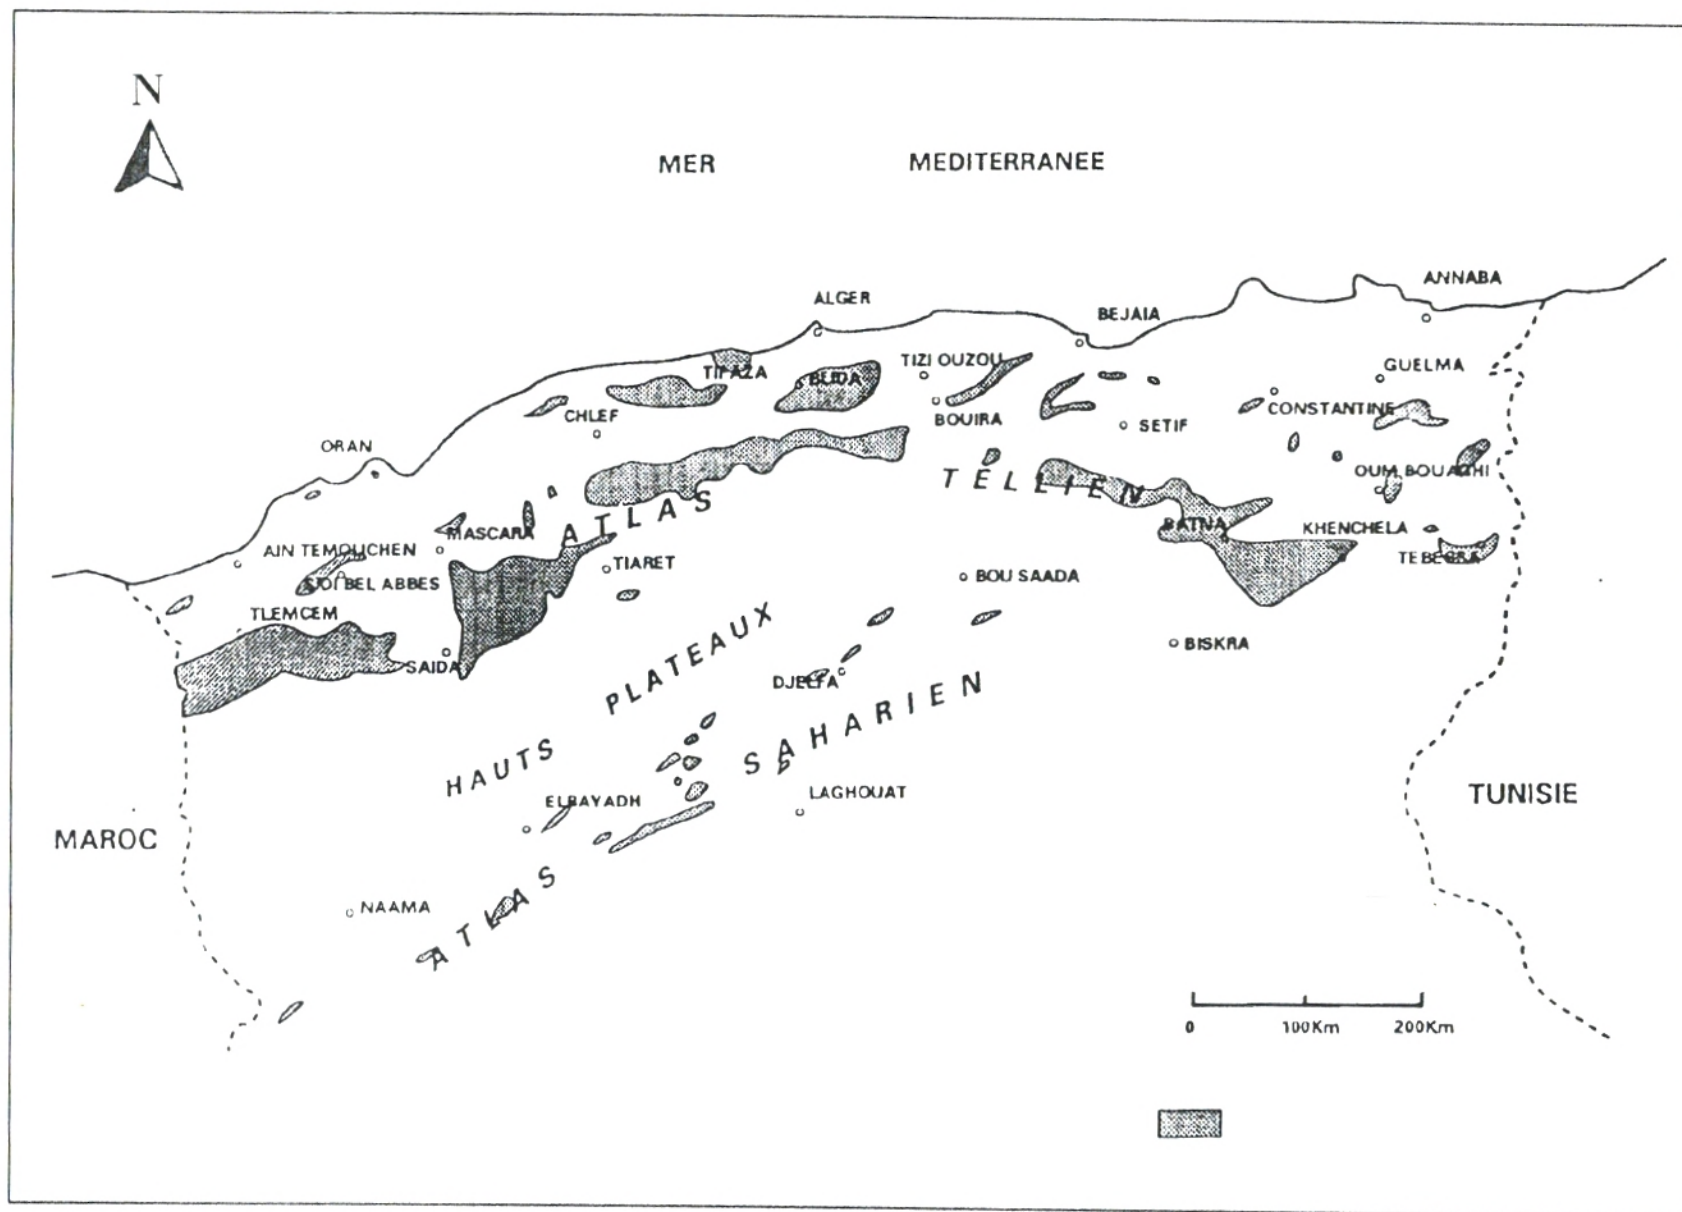 N
MER MEDITERRANEE
ANNABA
ALGER
BEJAIA
TIZI OUZOU
GUELMA
TIPAZA
BLIDA
CHLEF
BOUIRA
CONSTANTINE
SETIF
ORAN
OUM BOUAGHI
ATLAS TELLIEN
MASCARA
BATNA
KHENCHELA
AIN TEMOUCHEN
TIARET
TEBESSA
SIDI BEL ABBES
BOU SAADA
TLEMCEM
BISKRA
SAIDA
DJELFA
HAUTS PLATEAUX
ATLAS SAHARIEN
ELBAYADH
LAGHOUAT
TUNISIE
MAROC
NAAMA
0 100Km 200Km